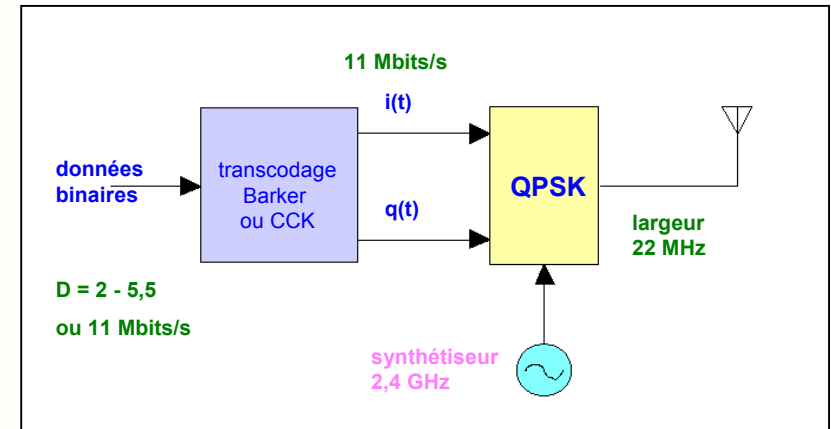 11 Mbits/s
i(t)
données
binaires
transcodage
Barker
ou CCK
QPSK
q(t)
largeur
22 MHz
D = 2 - 5,5
ou 11 Mbits/s
synthétiseur
2,4 GHz